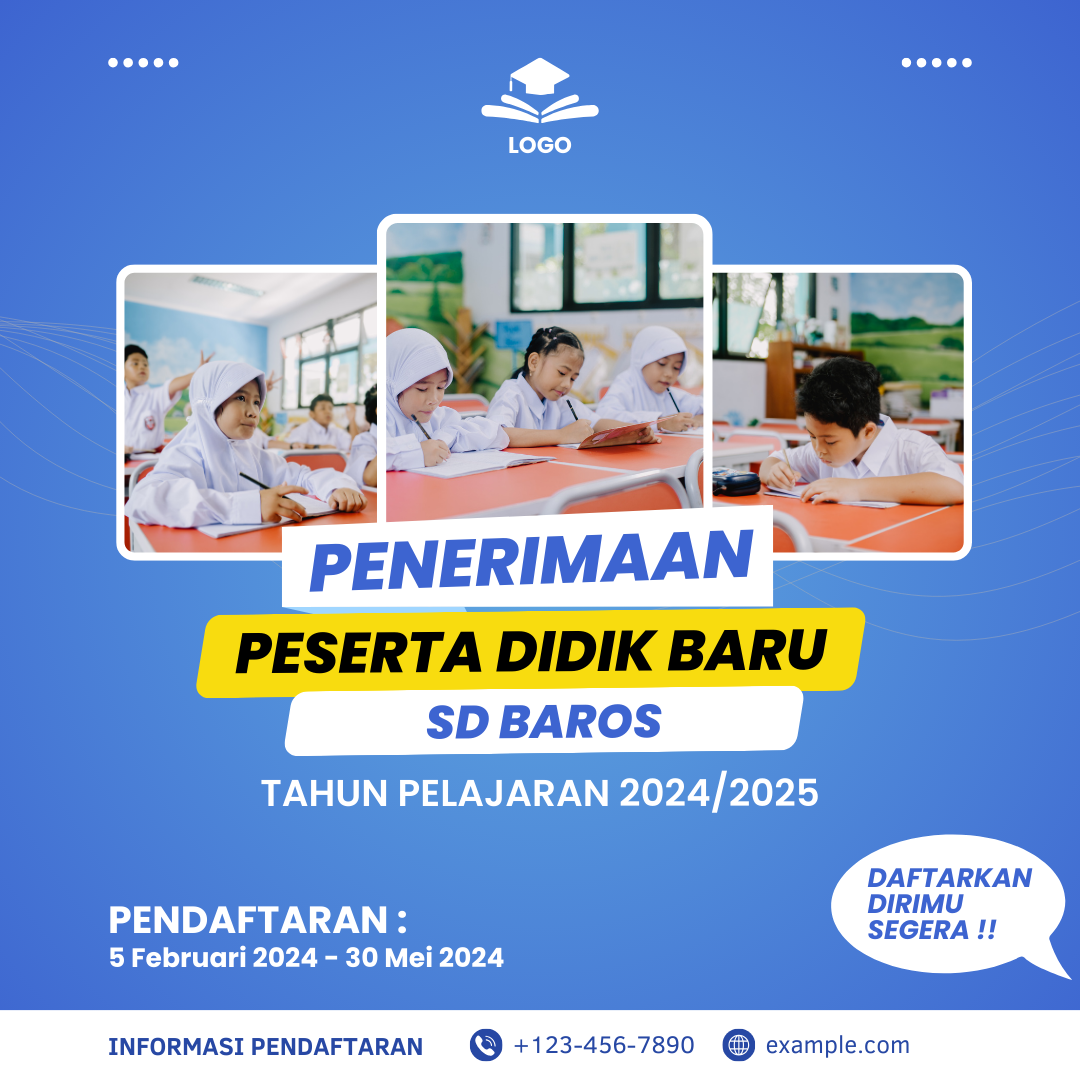 LOGO
PENERIMAAN
PESERTA DIDIK BARU
SD BAROS
TAHUN PELAJARAN 2024/2025
DAFTARKAN
DIRIMU
SEGERA !!
PENDAFTARAN :
5 Februari 2024 - 30 Mei 2024
INFORMASI PENDAFTARAN
+123-456-7890
example.com